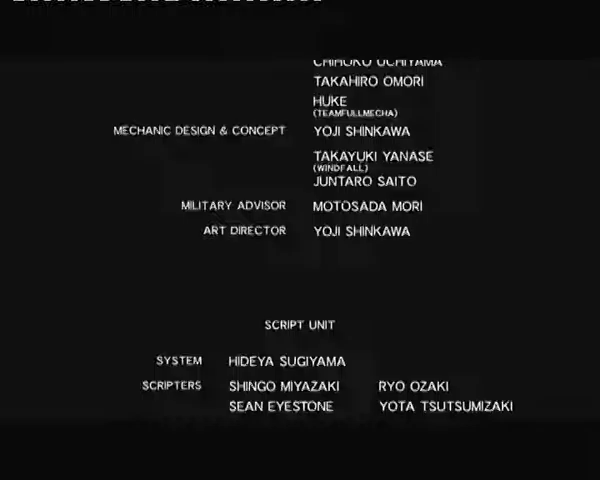 CHIHOKO UCHIYAMA
TAKAHIRO OMORI
HUKE
(TEAMFULLMECHA)
MECHANIC DESIGN & CONCEPT YOJI SHINKAWA
TAKAYUKI YANASE
(WINDFALL)
JUNTARO SAITO
MILITARY ADVISOR MOTOSADA MORI
ART DIRECTOR YOJI SHINKAWA
SCRIPT UNIT
SYSTEM HIDEYA SUGIYAMA
SCRIPTERS SHINGO MIYAZAKI RYO OZAKI
SEAN EYESTONE YOTA TSUTSUMIZAKI